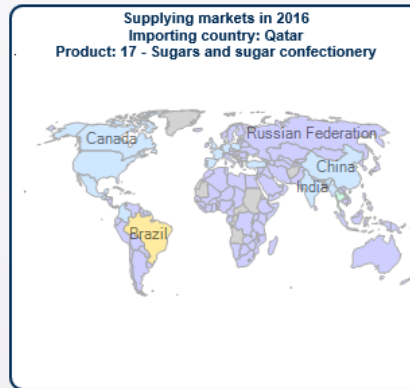 Supplying markets in 2016
Importing country: Qatar
Product: 17 - Sugars and sugar confectionery
Canada
Russian Federation
China
India
Brazil